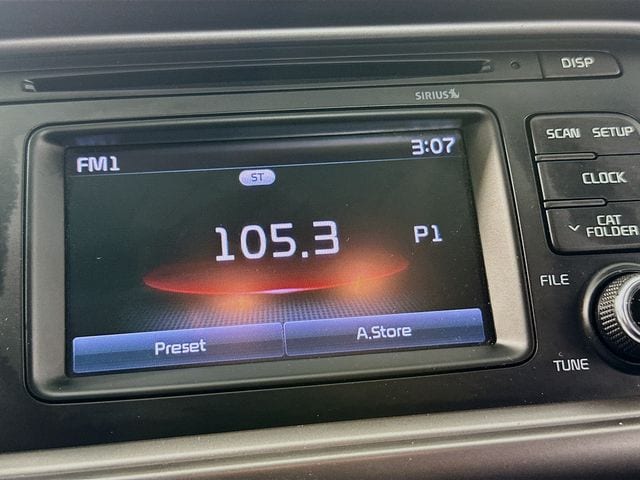 DISP
SIRIUS
FM1
3:07
ST
105.3
P1
Preset
A.Store
SCAN SETUP
CLOCK
CAT
FOLDER
FILE
TUNE